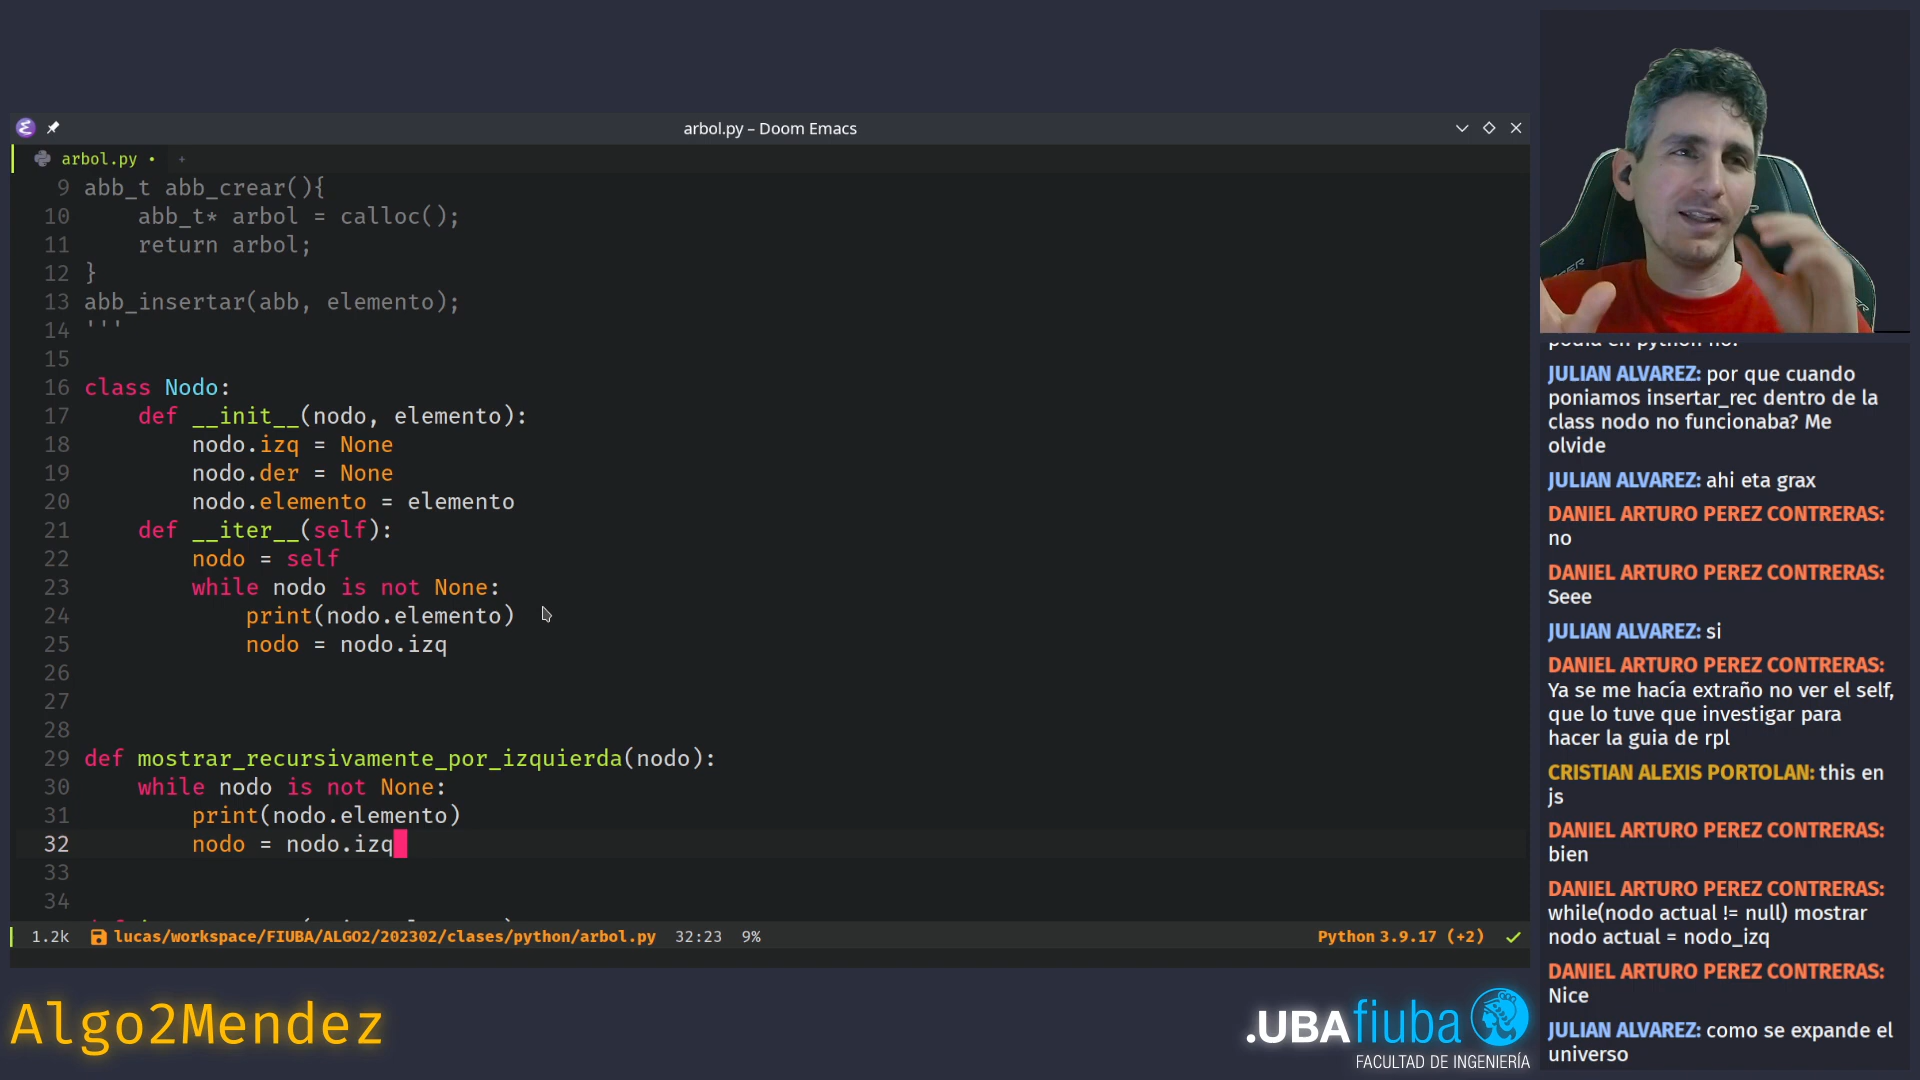 arbol.py – Doom Emacs
arbol.py • +
9 abb_t abb_crear(){
10     abb_t* arbol = calloc();
11     return arbol;
12 }
13 abb_insertar(abb, elemento);
14 '''
15
16 class Nodo:
17     def __init__(nodo, elemento):
18         nodo.izq = None
19         nodo.der = None
20         nodo.elemento = elemento
21     def __iter__(self):
22         nodo = self
23         while nodo is not None:
24             print(nodo.elemento)
25             nodo = nodo.izq
26
27
28
29 def mostrar_recursivamente_por_izquierda(nodo):
30     while nodo is not None:
31         print(nodo.elemento)
32         nodo = nodo.izq
33
34
1.2k lucas/workspace/FIUBA/ALGO2/202302/clases/python/arbol.py 32:23 9% Python 3.9.17 (+2)
Algo2Mendez
.UBAfiuba
FACULTAD DE INGENIERÍA
podia en python no?
JULIAN ALVAREZ: por que cuando
poniamos insertar_rec dentro de la
class nodo no funcionaba? Me
olvide
JULIAN ALVAREZ: ahi eta grax
DANIEL ARTURO PEREZ CONTRERAS:
no
DANIEL ARTURO PEREZ CONTRERAS:
Seee
JULIAN ALVAREZ: si
DANIEL ARTURO PEREZ CONTRERAS:
Ya se me hacía extraño no ver el self,
que lo tuve que investigar para
hacer la guia de rpl
CRISTIAN ALEXIS PORTOLAN: this en
js
DANIEL ARTURO PEREZ CONTRERAS:
bien
DANIEL ARTURO PEREZ CONTRERAS:
while(nodo actual != null) mostrar
nodo actual = nodo_izq
DANIEL ARTURO PEREZ CONTRERAS:
Nice
JULIAN ALVAREZ: como se expande el
universo